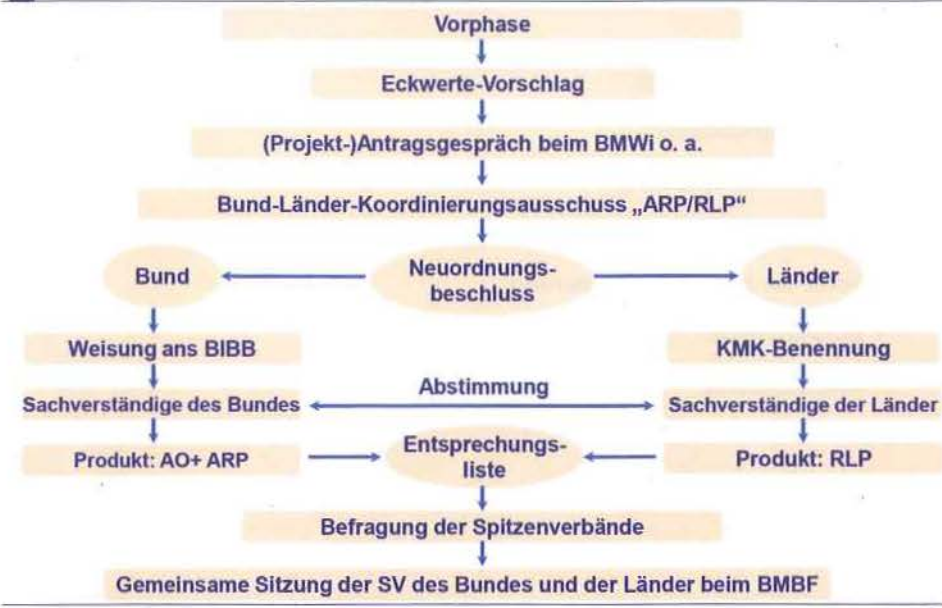 Vorphase
Eckwerte-Vorschlag
(Projekt-)Antragsgespräch beim BMWi o. a.
Bund-Länder-Koordinierungsausschuss „ARP/RLP“
Bund
Neuordnungs-
beschluss
Länder
Weisung ans BIBB
KMK-Benennung
Abstimmung
Sachverständige des Bundes
Sachverständige der Länder
Produkt: AO+ ARP
Entsprechungs-
liste
Produkt: RLP
Befragung der Spitzenverbände
Gemeinsame Sitzung der SV des Bundes und der Länder beim BMBF